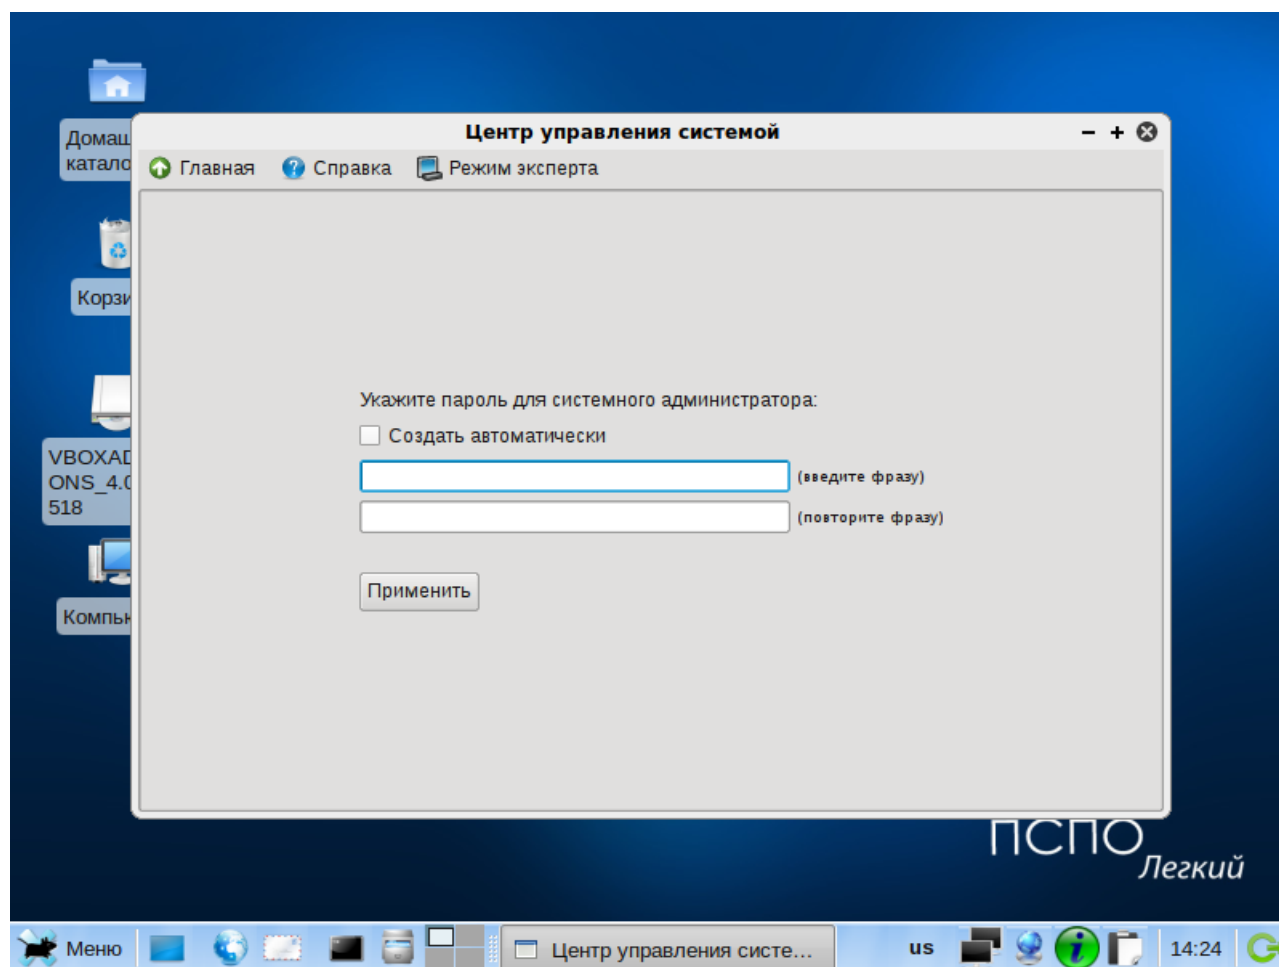 Центр управления системой
Главная
Справка
Режим эксперта
Укажите пароль для системного администратора:
Создать автоматически
(введите фразу)
(повторите фразу)
Применить
Домаш
катало
Корзи
VBOXAD
ONS_4.0
518
Компьк
ПСПО
Легкий
Меню
Центр управления систе...
us
14:24